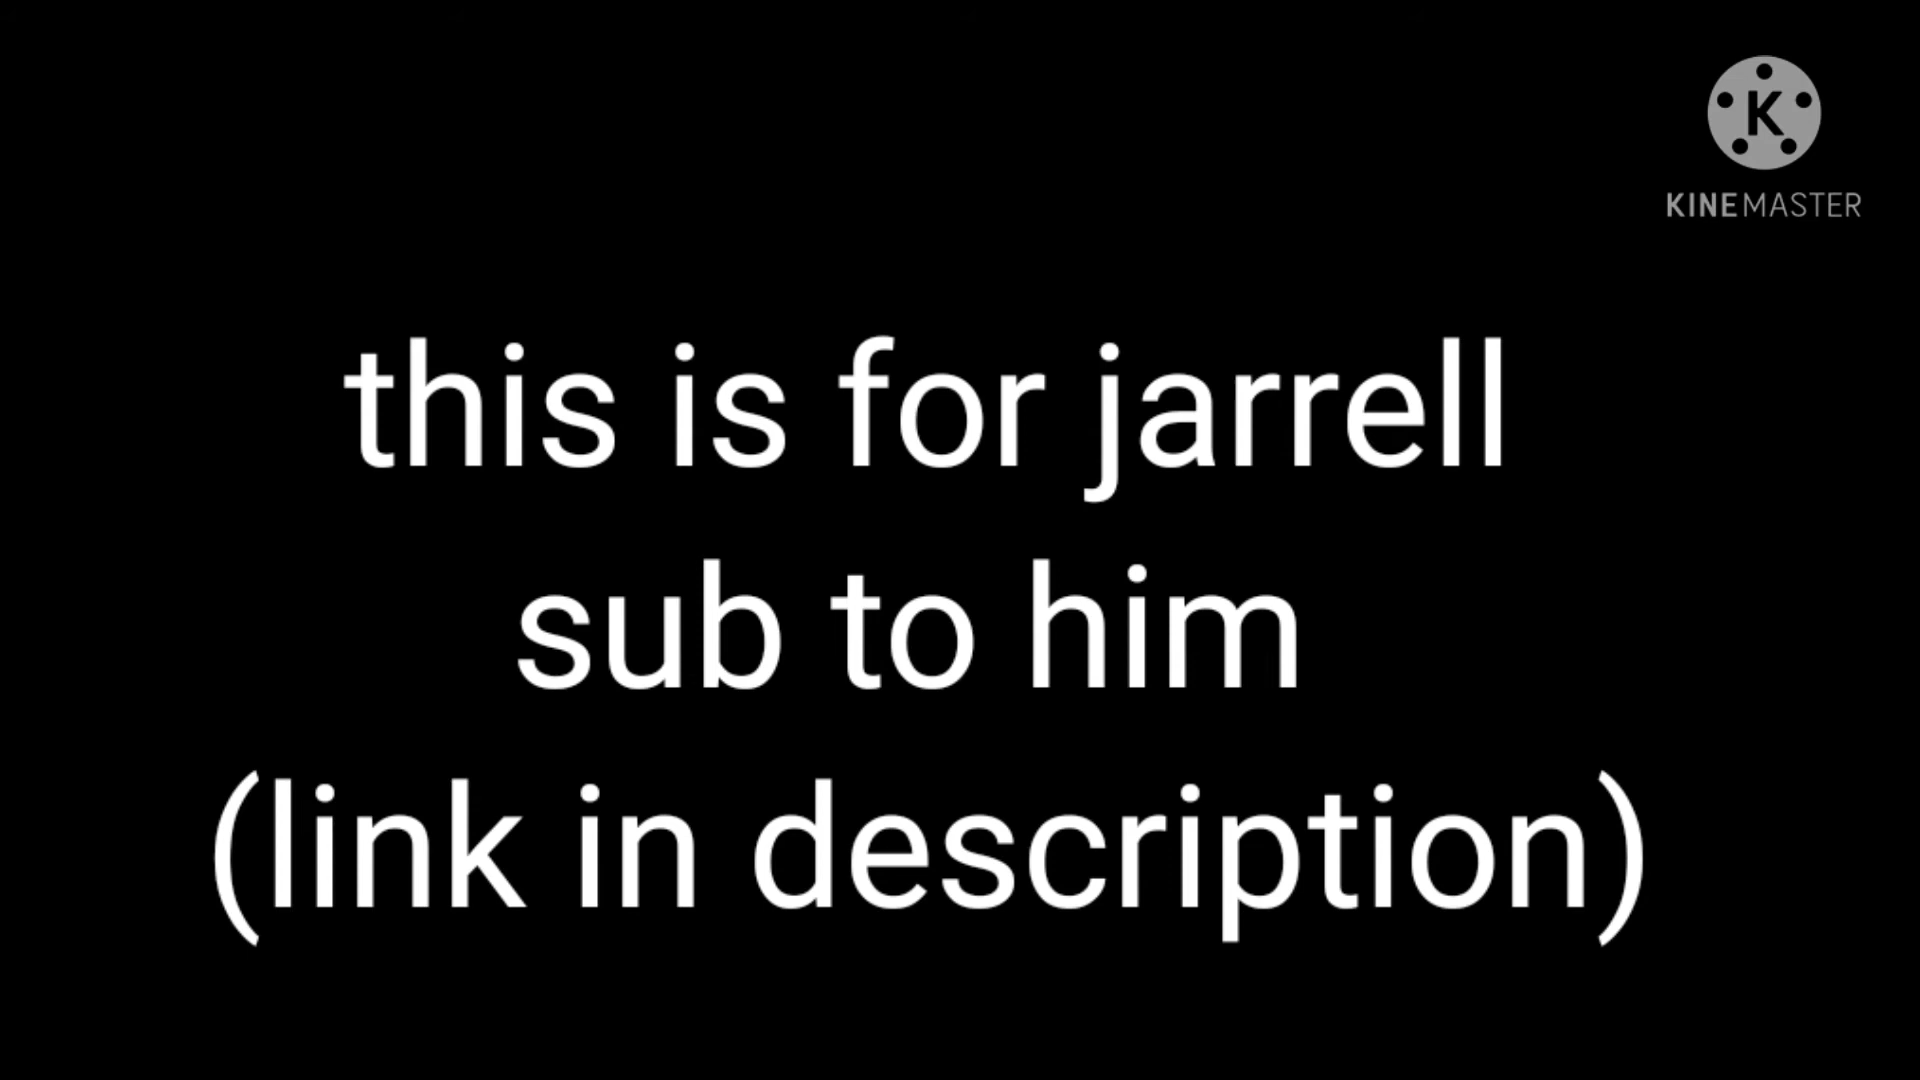 K
KINEMASTER
this is for jarrell
sub to him
(link in description)